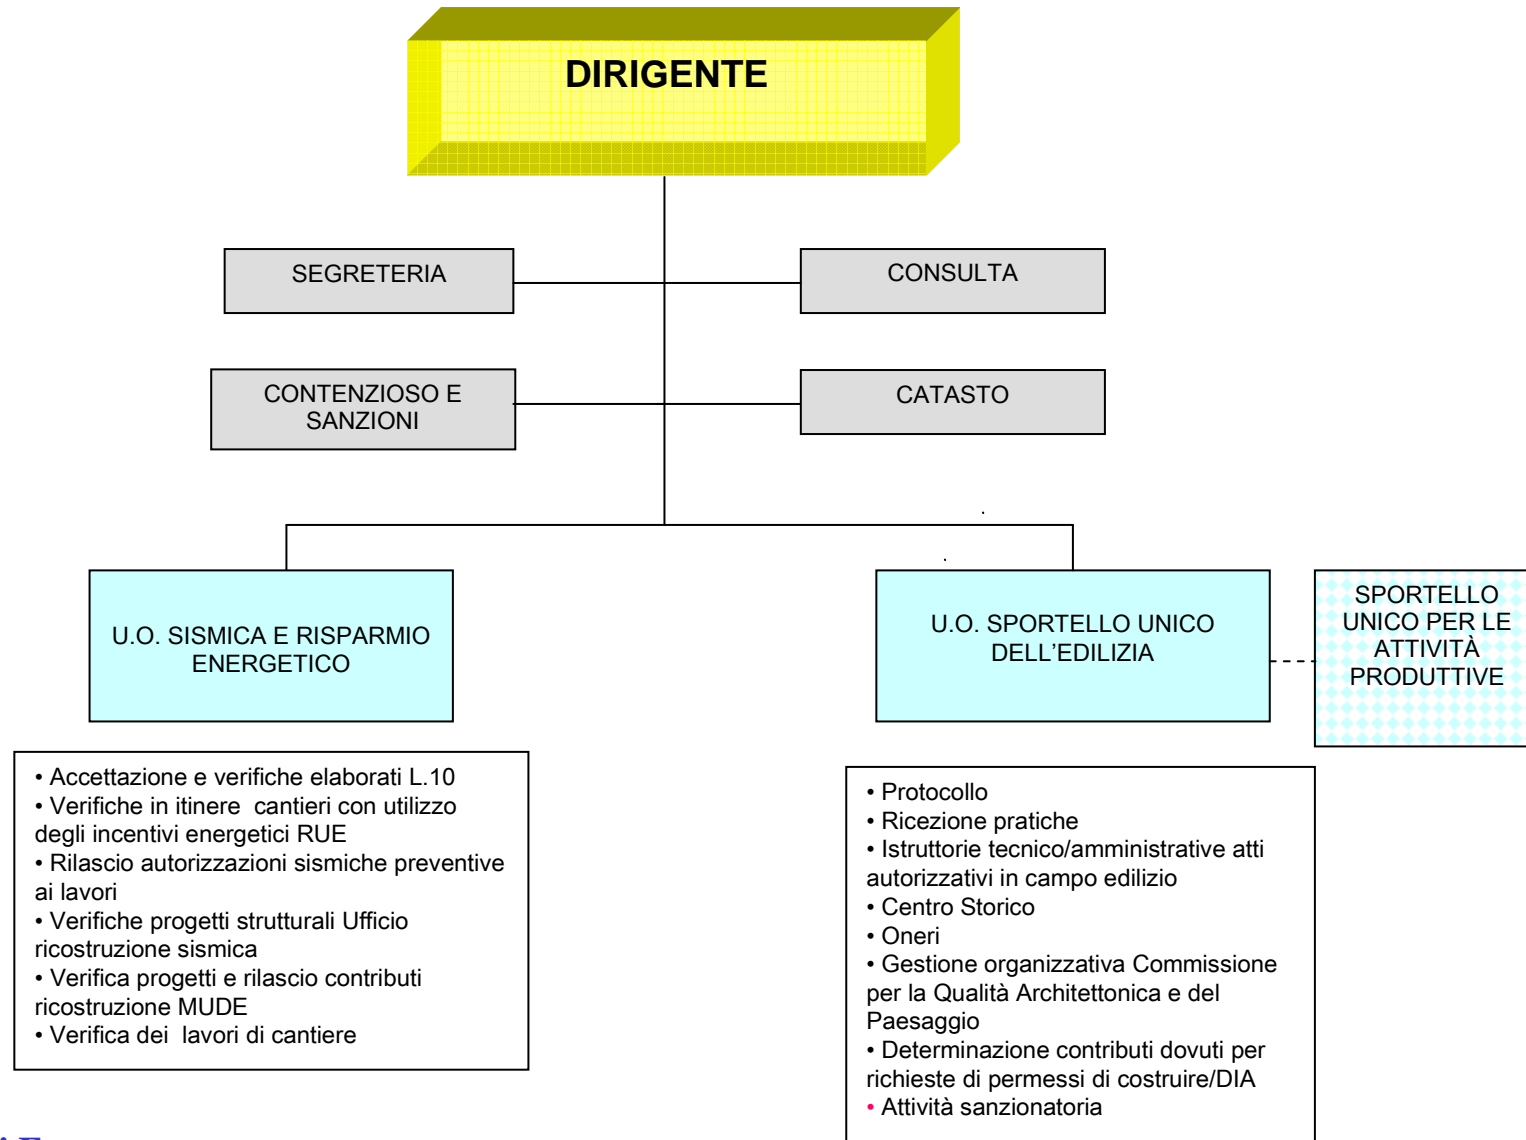 DIRIGENTE
SEGRETERIA
CONSULTA
CONTENZIOSO E
SANZIONI
CATASTO
U.O. SISMICA E RISPARMIO
ENERGETICO
U.O. SPORTELLO UNICO
DELL’EDILIZIA
SPORTELLO
UNICO PER LE
ATTIVITÀ
PRODUTTIVE
• Accettazione e verifiche elaborati L.10
• Verifiche in itinere cantieri con utilizzo
degli incentivi energetici RUE
• Rilascio autorizzazioni sismiche preventive
ai lavori
• Verifiche progetti strutturali Ufficio
ricostruzione sismica
• Verifica progetti e rilascio contributi
ricostruzione MUDE
• Verifica dei lavori di cantiere
• Protocollo
• Ricezione pratiche
• Istruttorie tecnico/amministrative atti
autorizzativi in campo edilizio
• Centro Storico
• Oneri
• Gestione organizzativa Commissione
per la Qualità Architettonica e del
Paesaggio
• Determinazione contributi dovuti per
richieste di permessi di costruire/DIA
• Attività sanzionatoria